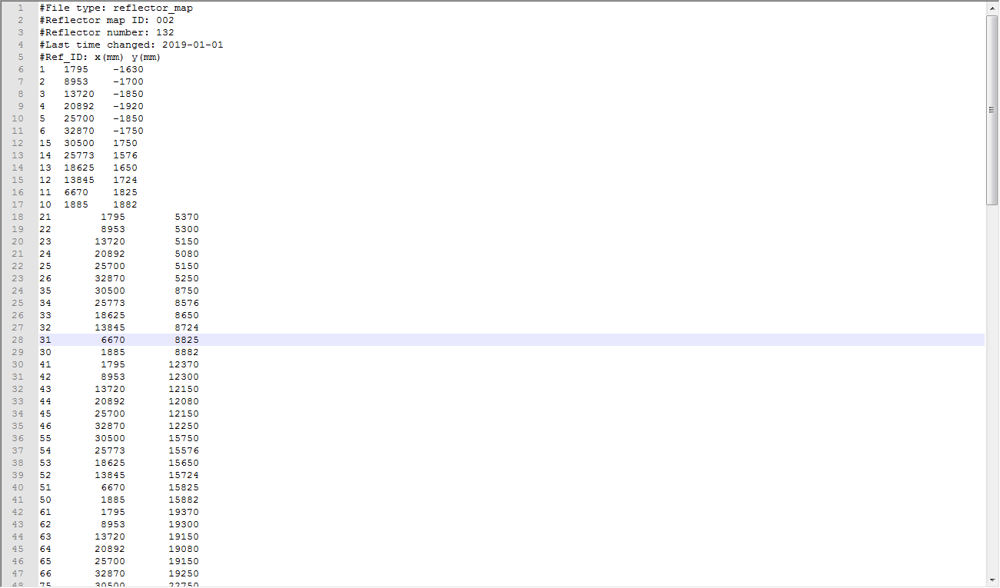 1 #File type: reflector_map
2 #Reflector map ID: 002
3 #Reflector number: 132
4 #Last time changed: 2019-01-01
5 #Ref_ID: x(mm) y(mm)
6 1 1795 -1630
7 2 8953 -1700
8 3 13720 -1850
9 4 20892 -1920
10 5 25700 -1850
11 6 32870 -1750
12 15 30500 1750
13 14 25773 1576
14 13 18625 1650
15 12 13845 1724
16 11 6670 1825
17 10 1885 1882
18 21 1795 5370
19 22 8953 5300
20 23 13720 5150
21 24 20892 5080
22 25 25700 5150
23 26 32870 5250
24 35 30500 8750
25 34 25773 8576
26 33 18625 8650
27 32 13845 8724
28 31 6670 8825
29 30 1885 8882
30 41 1795 12370
31 42 8953 12300
32 43 13720 12150
33 44 20892 12080
34 45 25700 12150
35 46 32870 12250
36 55 30500 15750
37 54 25773 15576
38 53 18625 15650
39 52 13845 15724
40 51 6670 15825
41 50 1885 15882
42 61 1795 19370
43 62 8953 19300
44 63 13720 19150
45 64 20892 19080
46 65 25700 19150
47 66 32870 19250
48 75 30500 22750